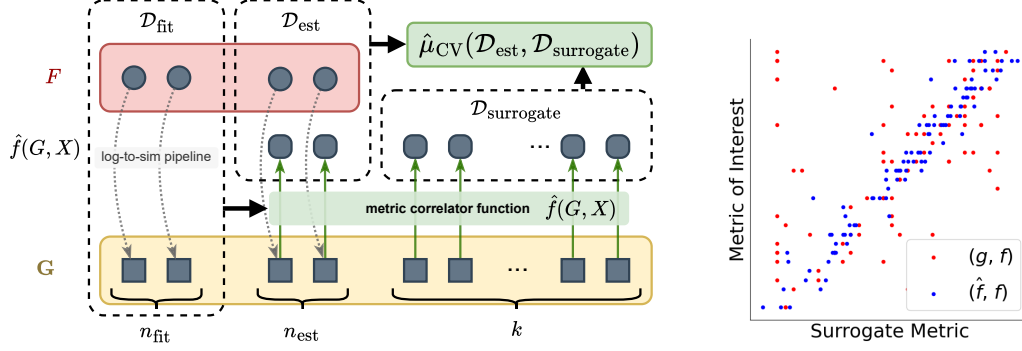 𝒟_fit
𝒟_est
μ̂_CV(𝒟_est, 𝒟_surrogate)
F
𝒟_surrogate
f̂(G, X)
...
log-to-sim pipeline
metric correlator function f̂(G, X)
G
...
n_fit
n_est
k
Metric of Interest
(g, f)
(f̂, f)
Surrogate Metric